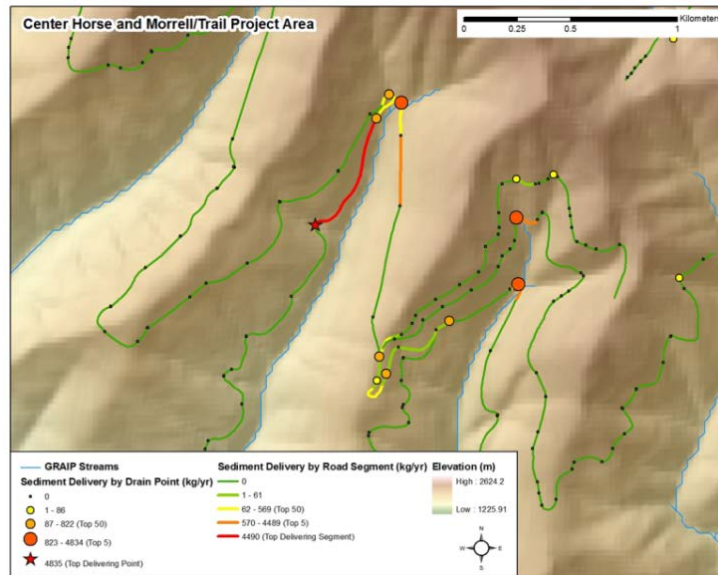 Center Horse and Morrell/Trail Project Area
Kilometers
0 0.25 0.5 1
GRAIP Streams
Sediment Delivery by Drain Point (kg/yr)
0
1 - 86
87 - 822 (Top 50)
823 - 4834 (Top 5)
4835 (Top Delivering Point)
Sediment Delivery by Road Segment (kg/yr)
0
1 - 61
62 - 569 (Top 50)
570 - 4489 (Top 5)
4490 (Top Delivering Segment)
Elevation (m)
High : 2624.2
Low : 1225.91
N
W E
S